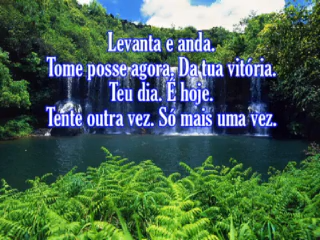 Levanta e anda.
Tome posse agora. Da tua vitória.
Teu dia. É hoje.
Tente outra vez. Só mais uma vez.